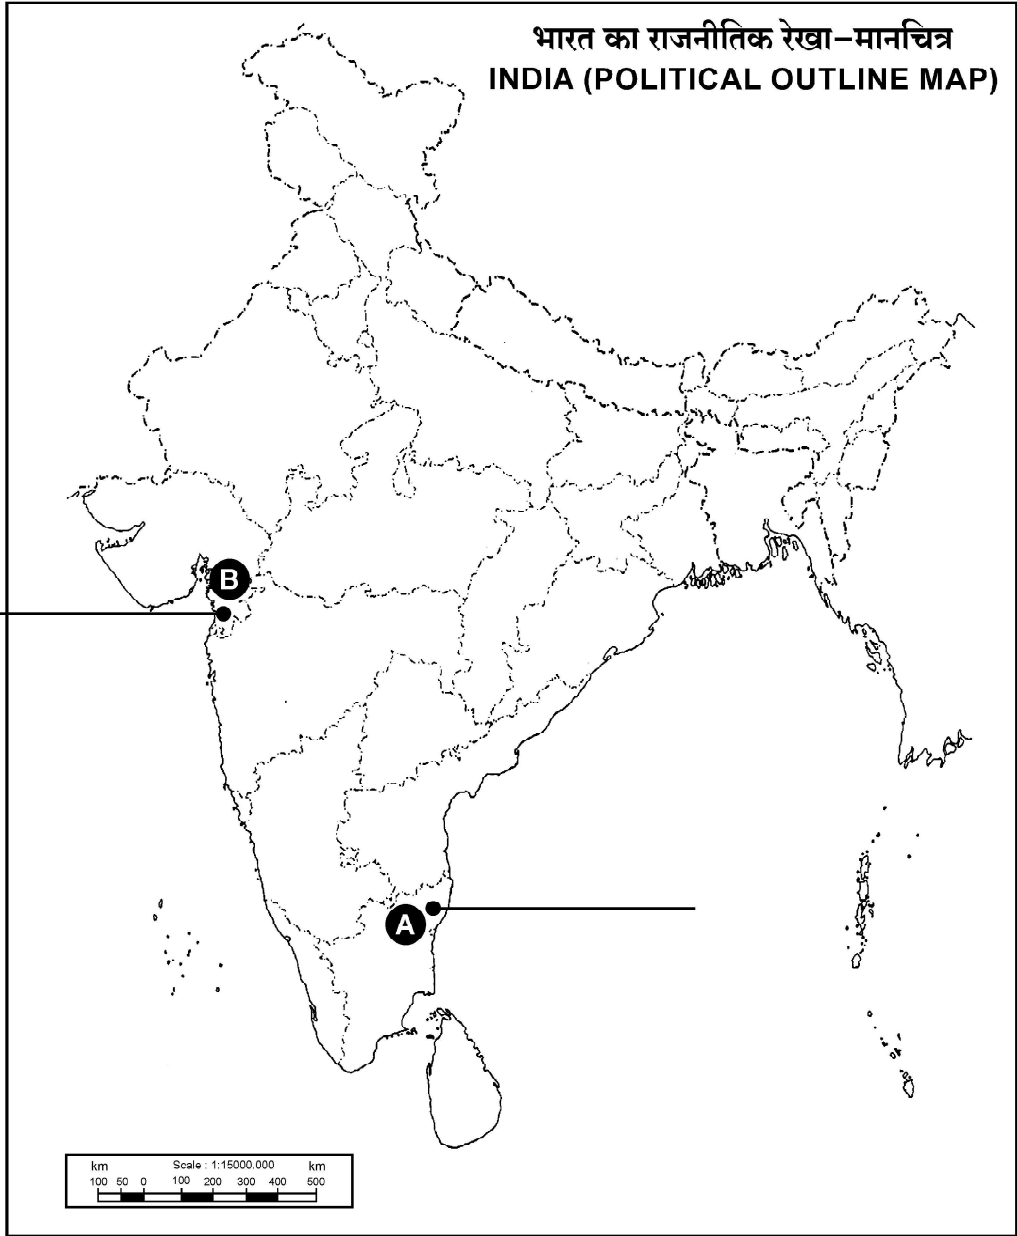 भारत का राजनीतिक रेखा–मानचित्र
INDIA (POLITICAL OUTLINE MAP)
B
A
km Scale : 1:15000,000 km
100 50 0 100 200 300 400 500